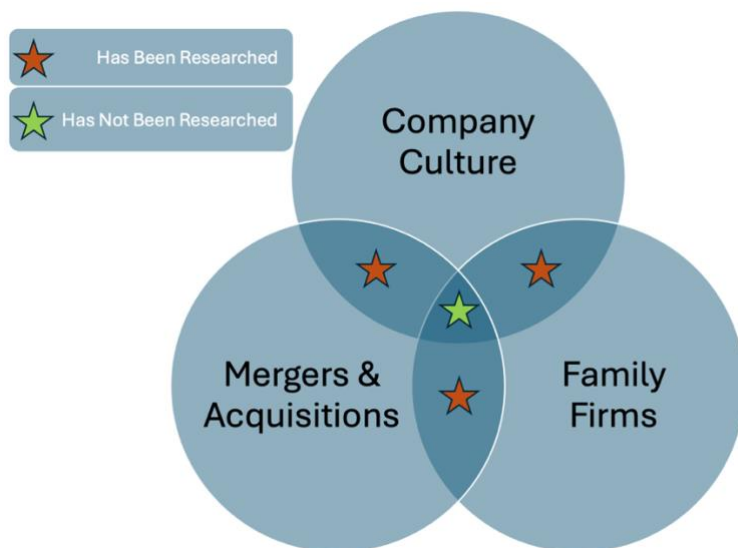 Has Been Researched
Has Not Been Researched
Company
Culture
Mergers &
Acquisitions
Family
Firms